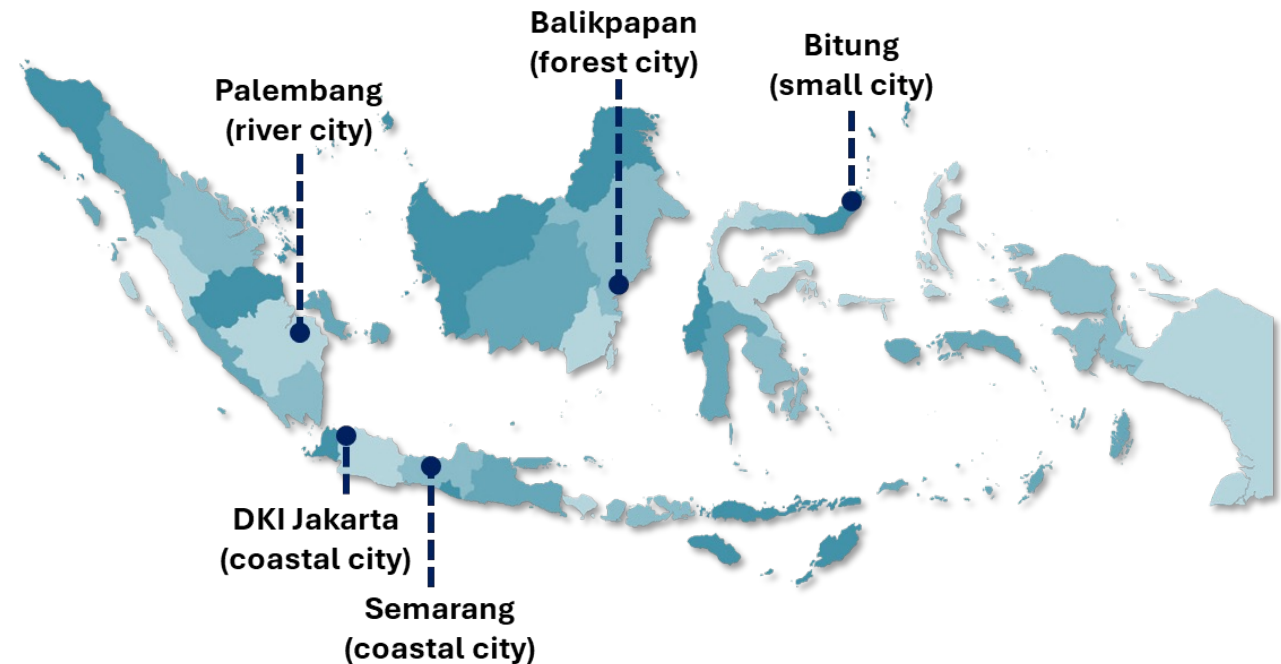 Balikpapan
(forest city)
Bitung
(small city)
Palembang
(river city)
DKI Jakarta
(coastal city)
Semarang
(coastal city)